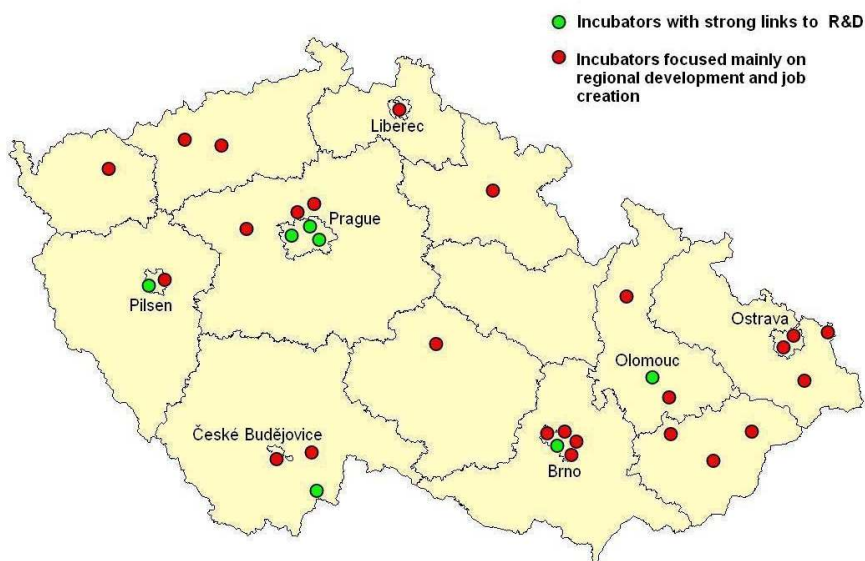 Incubators with strong links to R&D
Incubators focused mainly on
regional development and job
creation
Liberec
Prague
Pilsen
Ostrava
Olomouc
České Budějovice
Brno